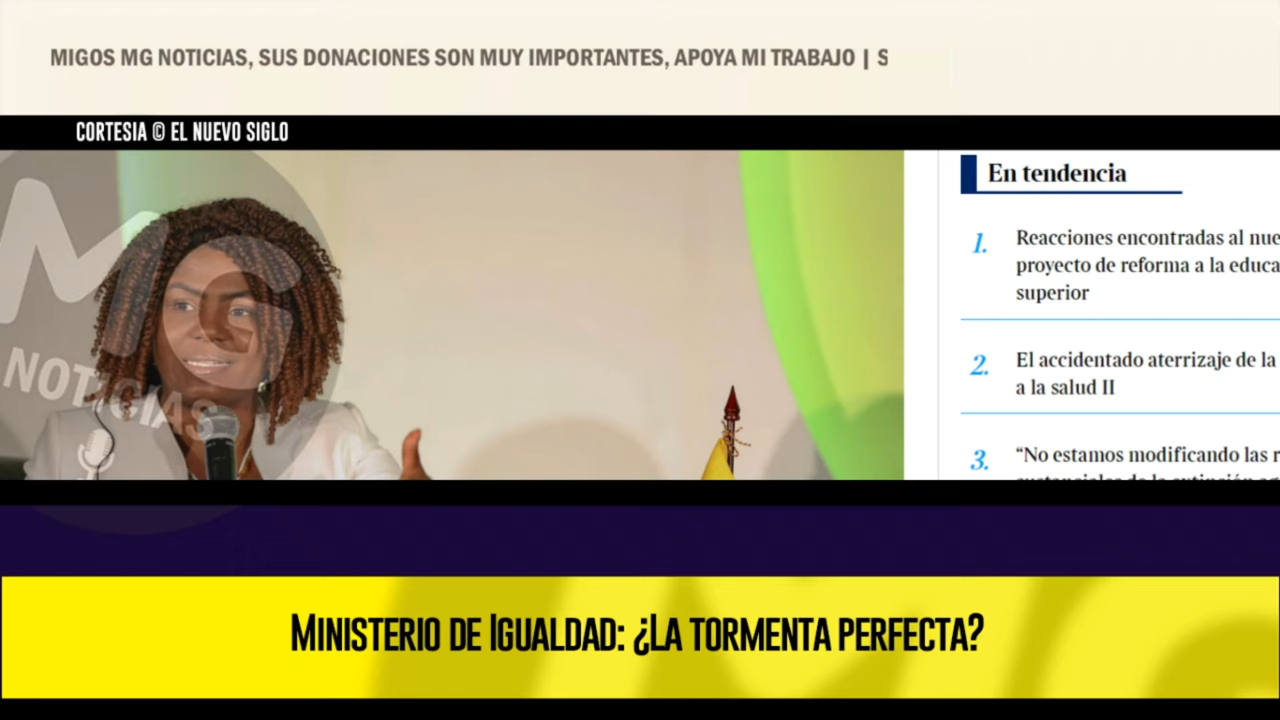 MIGOS MG NOTICIAS, SUS DONACIONES SON MUY IMPORTANTES, APOYA MI TRABAJO | S
CORTESIA © EL NUEVO SIGLO
MG
NOTICIAS
En tendencia
1. Reacciones encontradas al nue
proyecto de reforma a la educa
superior
2. El accidentado aterrizaje de la
a la salud II
3. “No estamos modificando las r
MINISTERIO DE IGUALDAD: ¿LA TORMENTA PERFECTA?